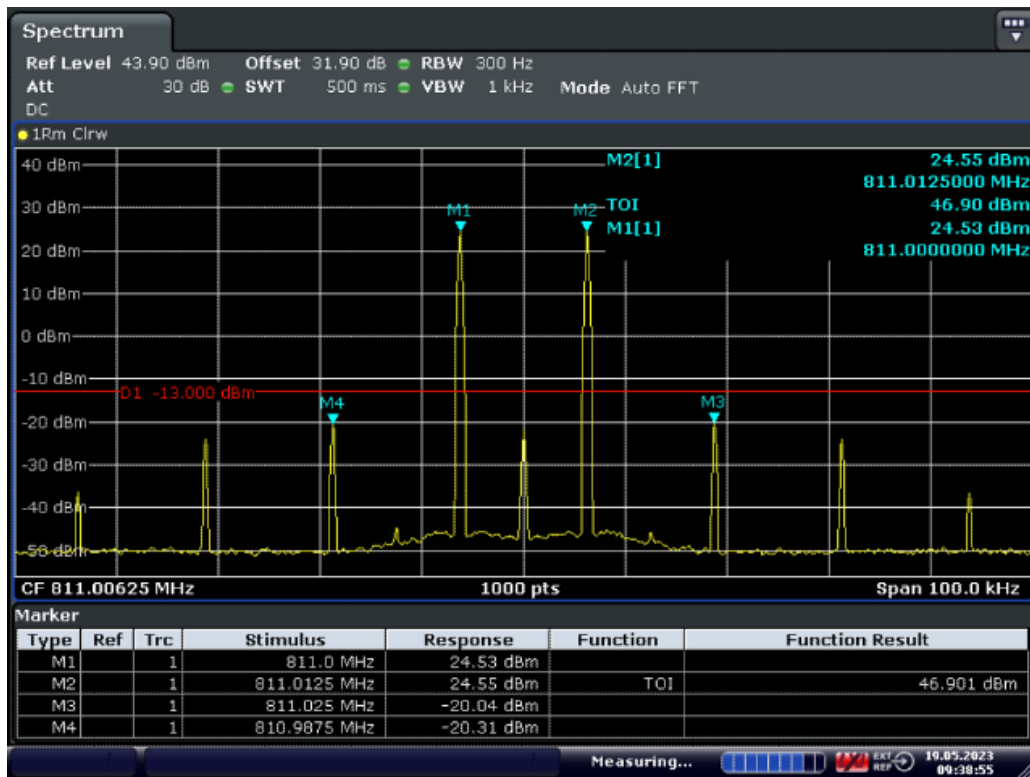 Spectrum
Ref Level 43.90 dBm Offset 31.90 dB RBW 300 Hz
Att 30 dB SWT 500 ms VBW 1 kHz Mode Auto FFT
DC
1Rm Clrw
40 dBm
30 dBm
20 dBm
10 dBm
0 dBm
-10 dBm
-20 dBm
-30 dBm
-40 dBm
-50 dBm
M2[1] 24.55 dBm
811.0125000 MHz
TOI 46.90 dBm
M1[1] 24.53 dBm
811.0000000 MHz
M1
M2
D1 -13.000 dBm
M4
M3
CF 811.00625 MHz 1000 pts Span 100.0 kHz
Marker
Type Ref Trc Stimulus Response Function Function Result
M1 1 811.0 MHz 24.53 dBm
M2 1 811.0125 MHz 24.55 dBm TOI 46.901 dBm
M3 1 811.025 MHz -20.04 dBm
M4 1 810.9875 MHz -20.31 dBm
Measuring... EXT REF 19.05.2023
09:38:55